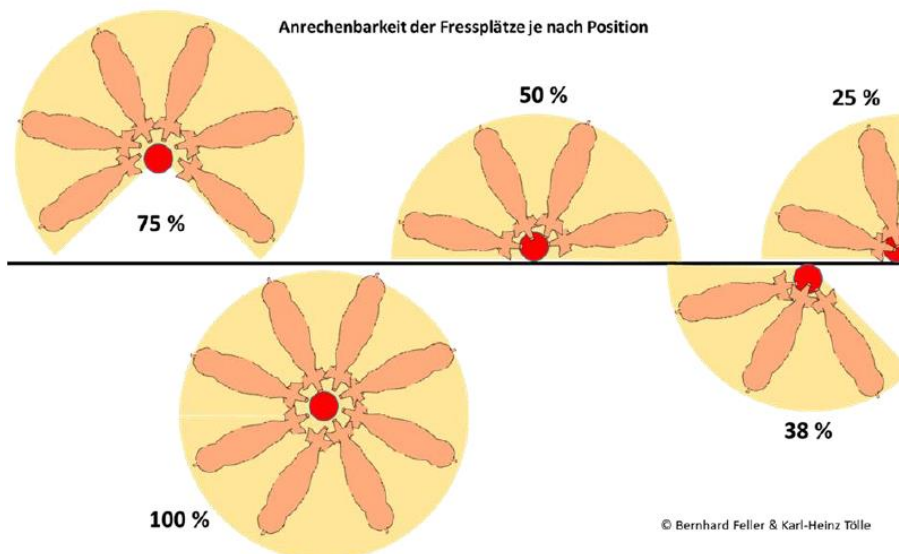 Anrechenbarkeit der Fressplätze je nach Position
50 %
25 %
75 %
38 %
100 %
© Bernhard Feller & Karl-Heinz Tölle